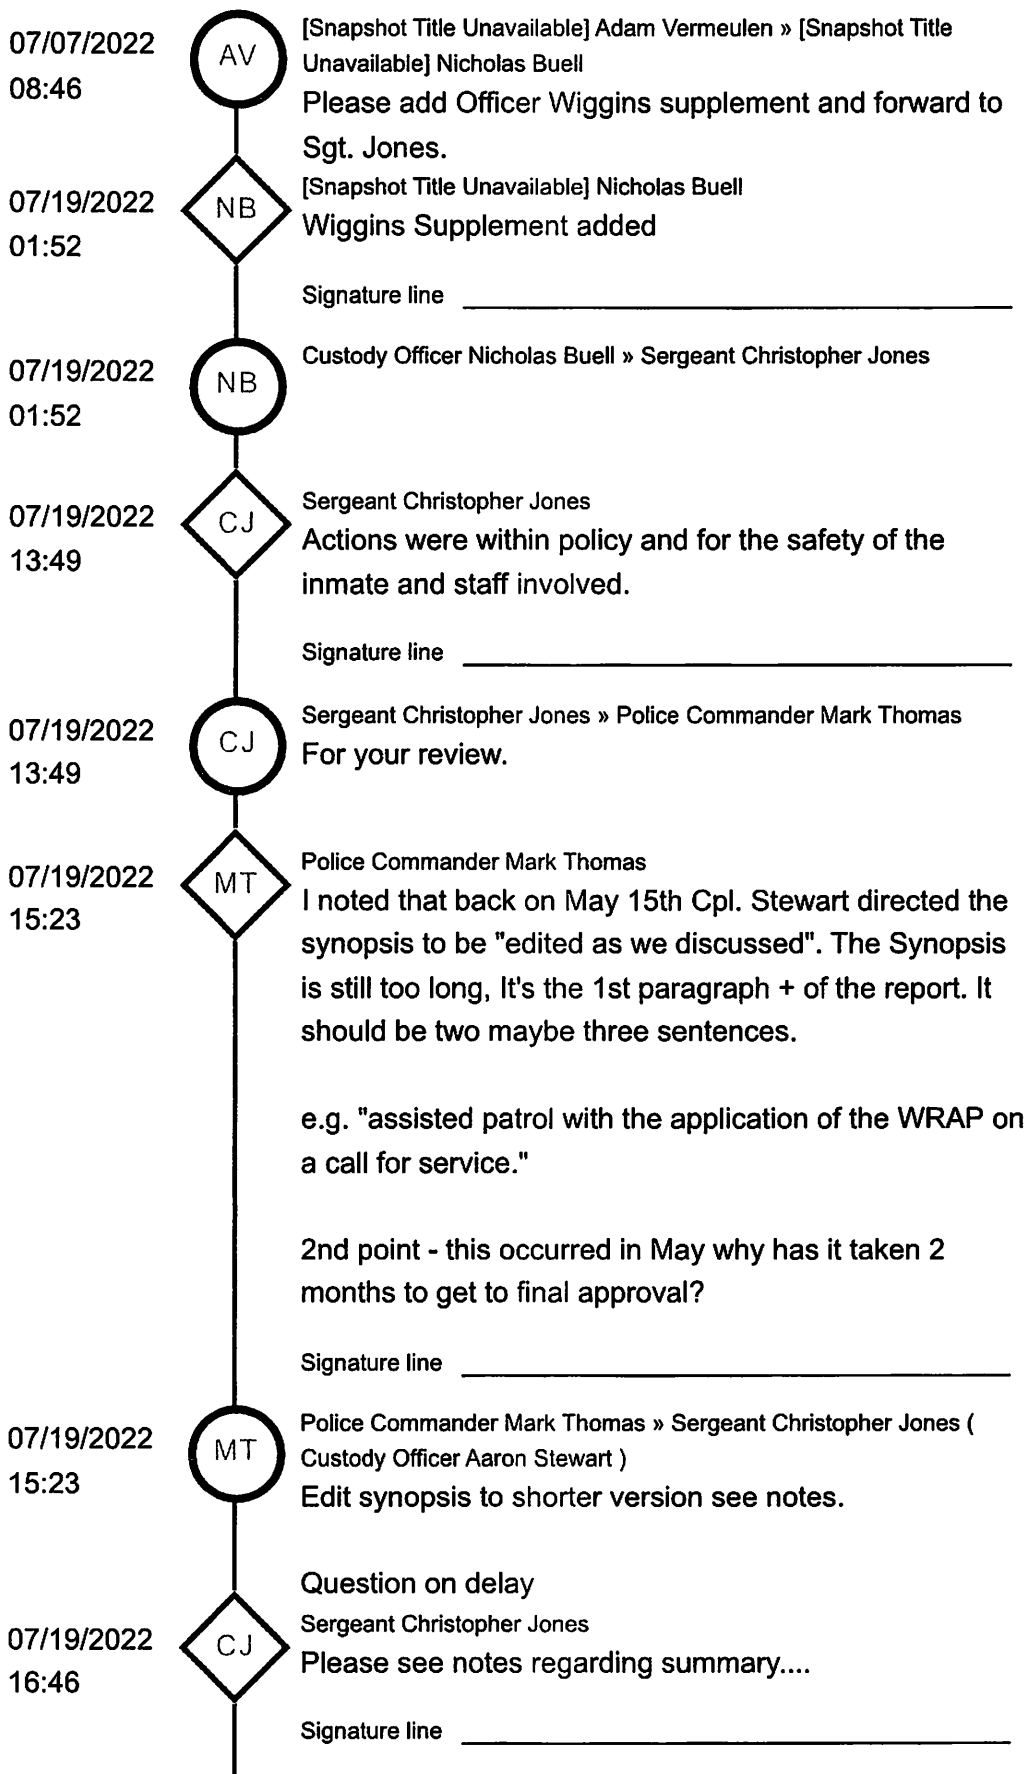 07/07/2022
08:46
AV
[Snapshot Title Unavailable] Adam Vermeulen » [Snapshot Title
Unavailable] Nicholas Buell
Please add Officer Wiggins supplement and forward to
Sgt. Jones.
07/19/2022
01:52
NB
[Snapshot Title Unavailable] Nicholas Buell
Wiggins Supplement added
Signature line
07/19/2022
01:52
NB
Custody Officer Nicholas Buell » Sergeant Christopher Jones
07/19/2022
13:49
CJ
Sergeant Christopher Jones
Actions were within policy and for the safety of the
inmate and staff involved.
Signature line
07/19/2022
13:49
CJ
Sergeant Christopher Jones » Police Commander Mark Thomas
For your review.
07/19/2022
15:23
MT
Police Commander Mark Thomas
I noted that back on May 15th Cpl. Stewart directed the
synopsis to be "edited as we discussed". The Synopsis
is still too long, It's the 1st paragraph + of the report. It
should be two maybe three sentences.
e.g. "assisted patrol with the application of the WRAP on
a call for service."
2nd point - this occurred in May why has it taken 2
months to get to final approval?
Signature line
07/19/2022
15:23
MT
Police Commander Mark Thomas » Sergeant Christopher Jones (
Custody Officer Aaron Stewart )
Edit synopsis to shorter version see notes.
Question on delay
07/19/2022
16:46
CJ
Sergeant Christopher Jones
Please see notes regarding summary....
Signature line